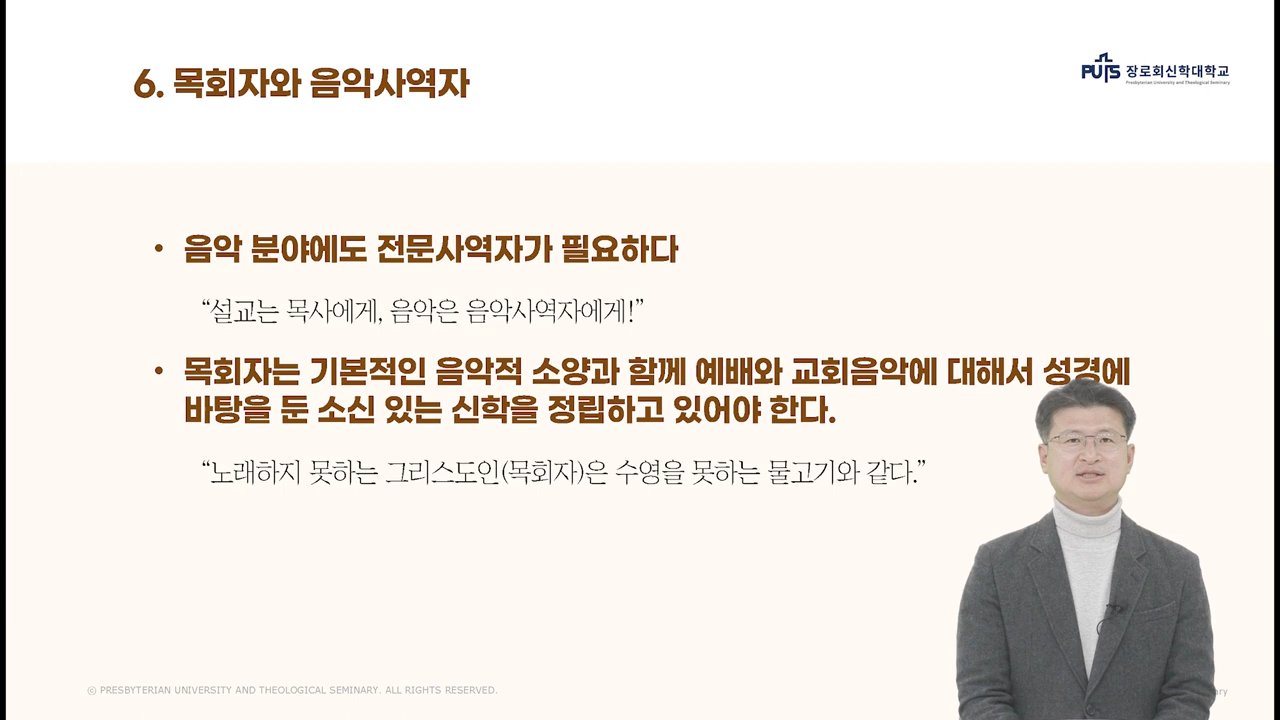 6. 목회자와 음악사역자
PUTS 장로회신학대학교
Presbyterian University and Theological Seminary
• 음악 분야에도 전문사역자가 필요하다
“설교는 목사에게, 음악은 음악사역자에게!”
• 목회자는 기본적인 음악적 소양과 함께 예배와 교회음악에 대해서 성경에
바탕을 둔 소신 있는 신학을 정립하고 있어야 한다.
“노래하지 못하는 그리스도인(목회자)은 수영을 못하는 물고기와 같다.”
ⓒ PRESBYTERIAN UNIVERSITY AND THEOLOGICAL SEMINARY. ALL RIGHTS RESERVED.